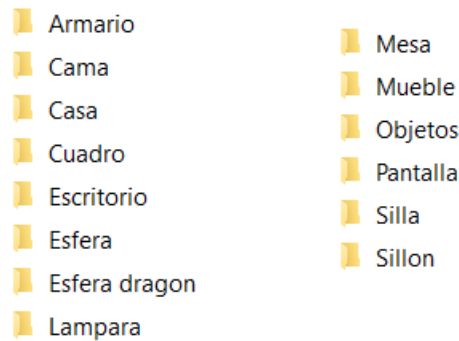 Armario
Cama
Casa
Cuadro
Escritorio
Esfera
Esfera dragon
Lampara
Mesa
Mueble
Objetos
Pantalla
Silla
Sillon